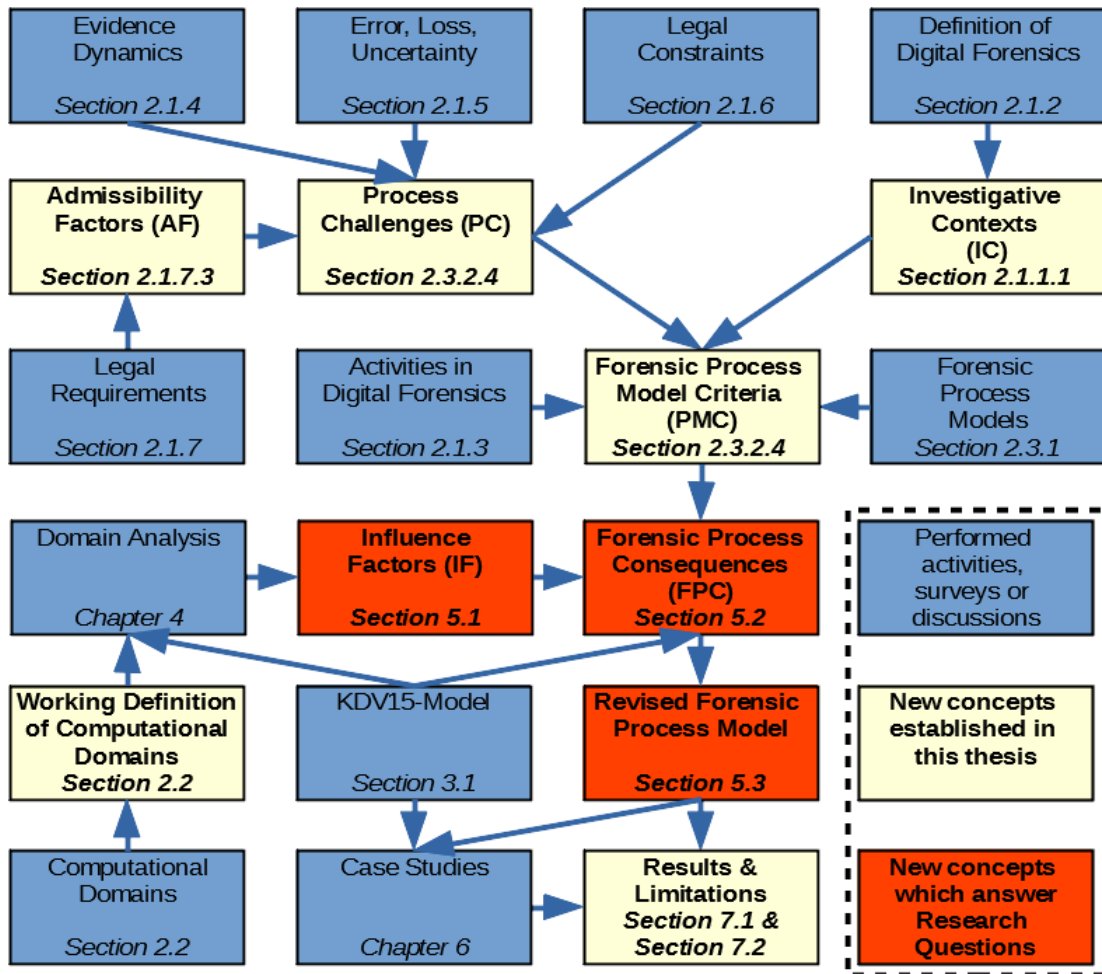 Evidence
Dynamics
Section 2.1.4
Error, Loss,
Uncertainty
Section 2.1.5
Legal
Constraints
Section 2.1.6
Definition of
Digital Forensics
Section 2.1.2
Admissibility
Factors (AF)
Section 2.1.7.3
Process
Challenges (PC)
Section 2.3.2.4
Investigative
Contexts
(IC)
Section 2.1.1.1
Legal
Requirements
Section 2.1.7
Activities in
Digital Forensics
Section 2.1.3
Forensic Process
Model Criteria
(PMC)
Section 2.3.2.4
Forensic
Process
Models
Section 2.3.1
Domain Analysis
Chapter 4
Influence
Factors (IF)
Section 5.1
Forensic Process
Consequences
(FPC)
Section 5.2
Performed
activities,
surveys or
discussions
Working Definition
of Computational
Domains
Section 2.2
KDV15-Model
Section 3.1
Revised Forensic
Process Model
Section 5.3
New concepts
established in
this thesis
Computational
Domains
Section 2.2
Case Studies
Chapter 6
Results &
Limitations
Section 7.1 &
Section 7.2
New concepts
which answer
Research
Questions